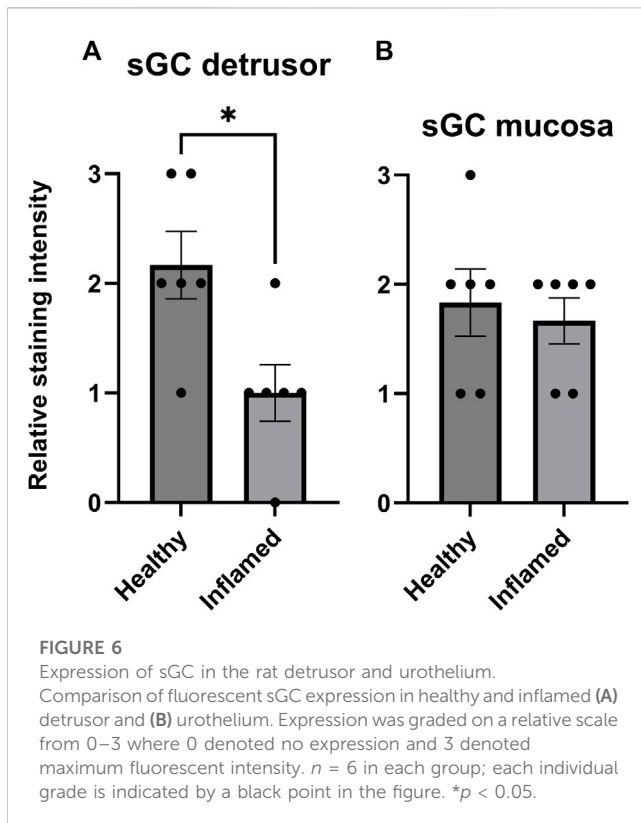 A
sGC detrusor
B
sGC mucosa
*
Relative staining intensity
3
2
1
0
Healthy
Inflamed
3
2
1
0
Healthy
Inflamed
FIGURE 6
Expression of sGC in the rat detrusor and urothelium.
Comparison of fluorescent sGC expression in healthy and inflamed (A)
detrusor and (B) urothelium. Expression was graded on a relative scale
from 0–3 where 0 denoted no expression and 3 denoted
maximum fluorescent intensity. n = 6 in each group; each individual
grade is indicated by a black point in the figure. *p < 0.05.